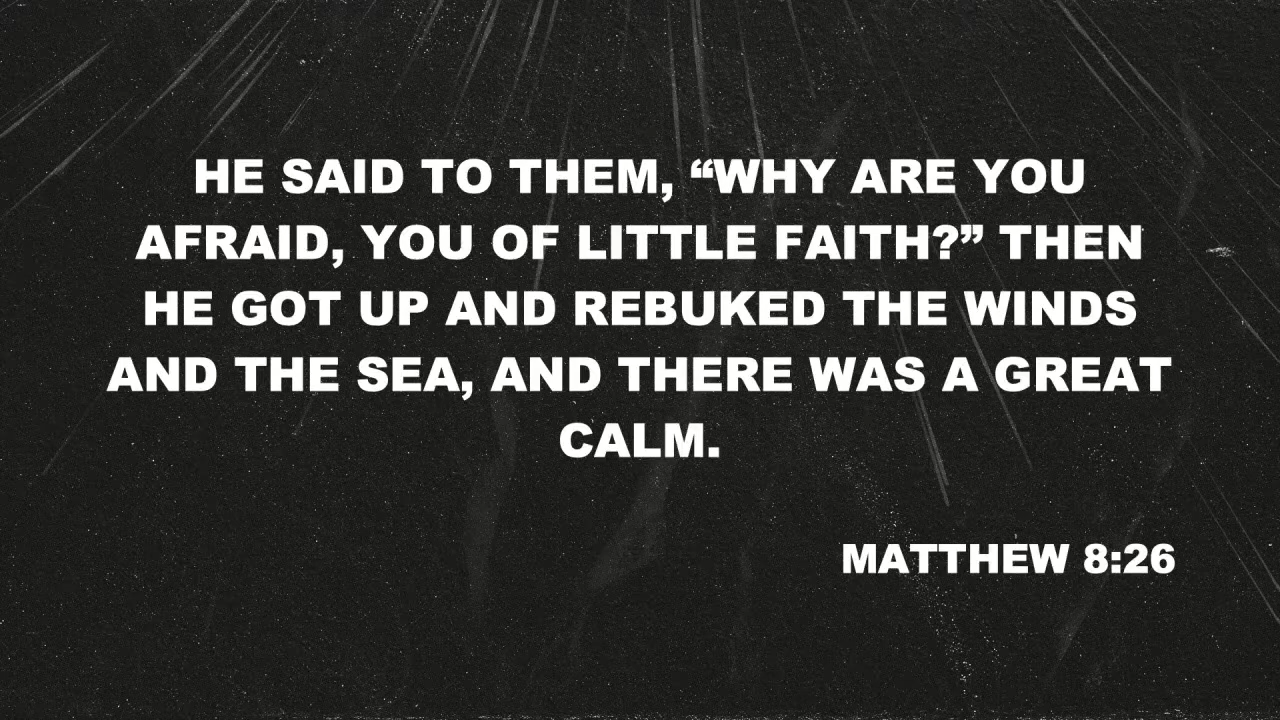 HE SAID TO THEM, “WHY ARE YOU
AFRAID, YOU OF LITTLE FAITH?” THEN
HE GOT UP AND REBUKED THE WINDS
AND THE SEA, AND THERE WAS A GREAT
CALM.
MATTHEW 8:26